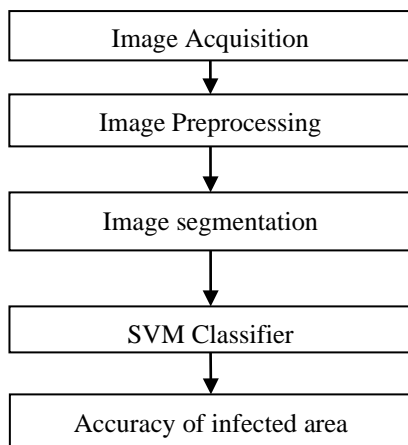 Image Acquisition
Image Preprocessing
Image segmentation
SVM Classifier
Accuracy of infected area